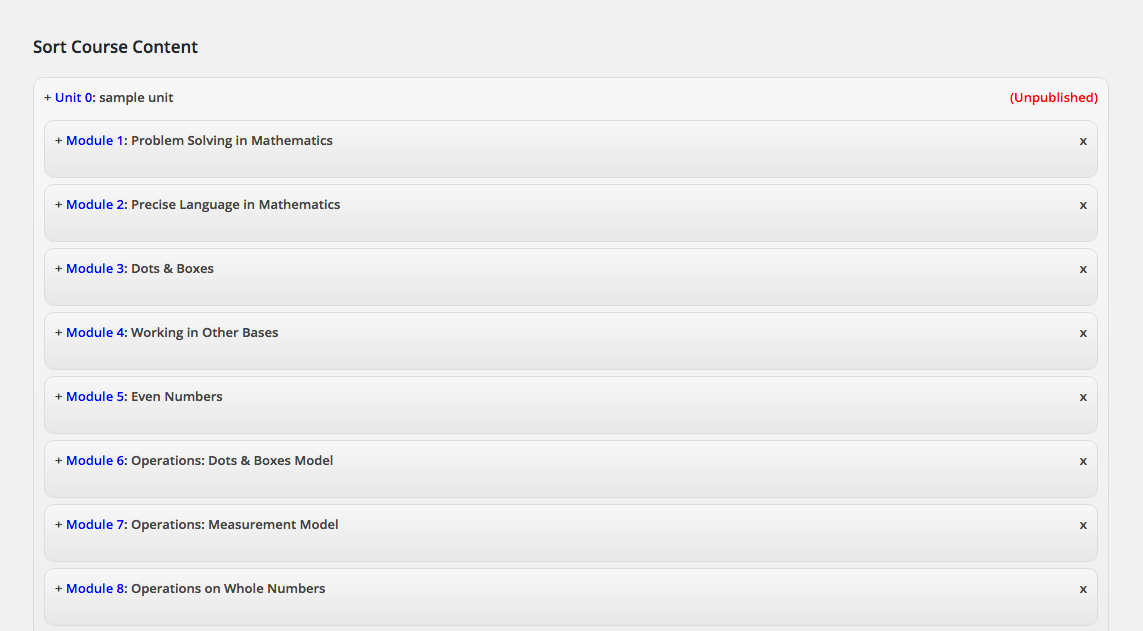 Sort Course Content
+ Unit 0: sample unit (Unpublished)
+ Module 1: Problem Solving in Mathematics x
+ Module 2: Precise Language in Mathematics x
+ Module 3: Dots & Boxes x
+ Module 4: Working in Other Bases x
+ Module 5: Even Numbers x
+ Module 6: Operations: Dots & Boxes Model x
+ Module 7: Operations: Measurement Model x
+ Module 8: Operations on Whole Numbers x